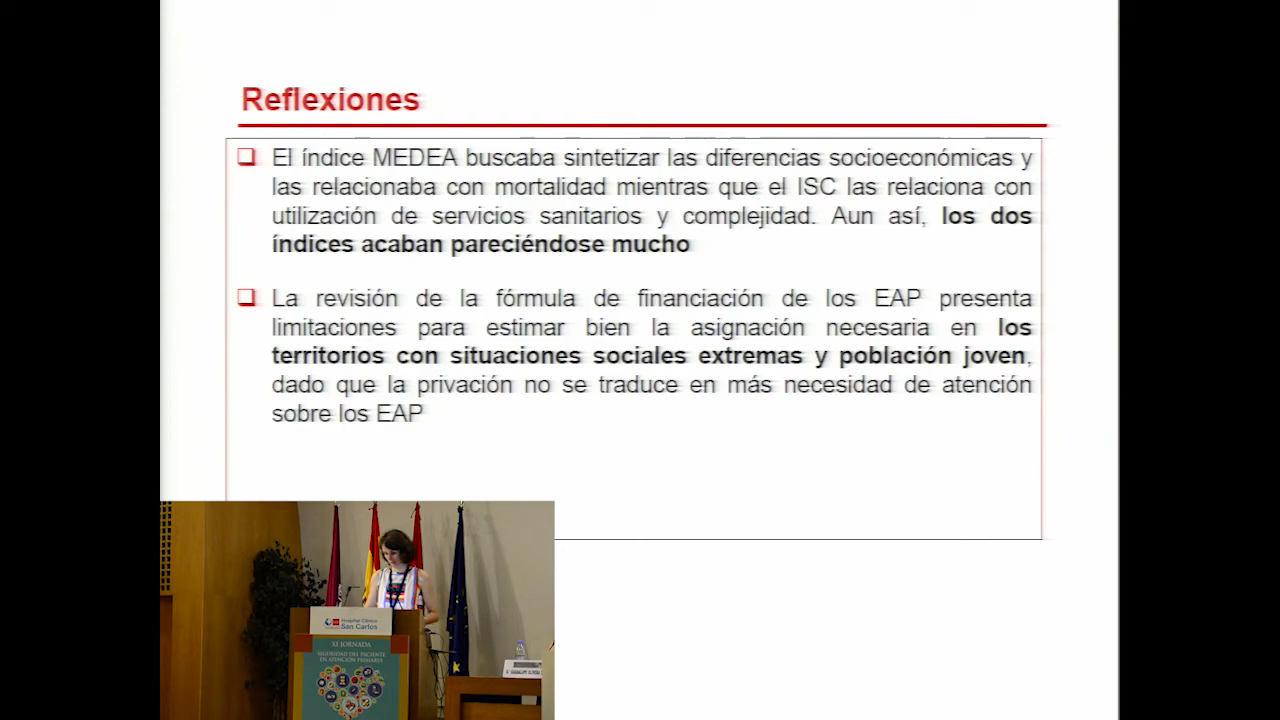 Reflexiones
El índice MEDEA buscaba sintetizar las diferencias socioeconómicas y
las relacionaba con mortalidad mientras que el ISC las relaciona con
utilización de servicios sanitarios y complejidad. Aun así, los dos
índices acaban pareciéndose mucho
La revisión de la fórmula de financiación de los EAP presenta
limitaciones para estimar bien la asignación necesaria en los
territorios con situaciones sociales extremas y población joven,
dado que la privación no se traduce en más necesidad de atención
sobre los EAP
Hospital Clínico
San Carlos
XI JORNADA
SEGURIDAD DEL PACIENTE
EN ATENCIÓN PRIMARIA